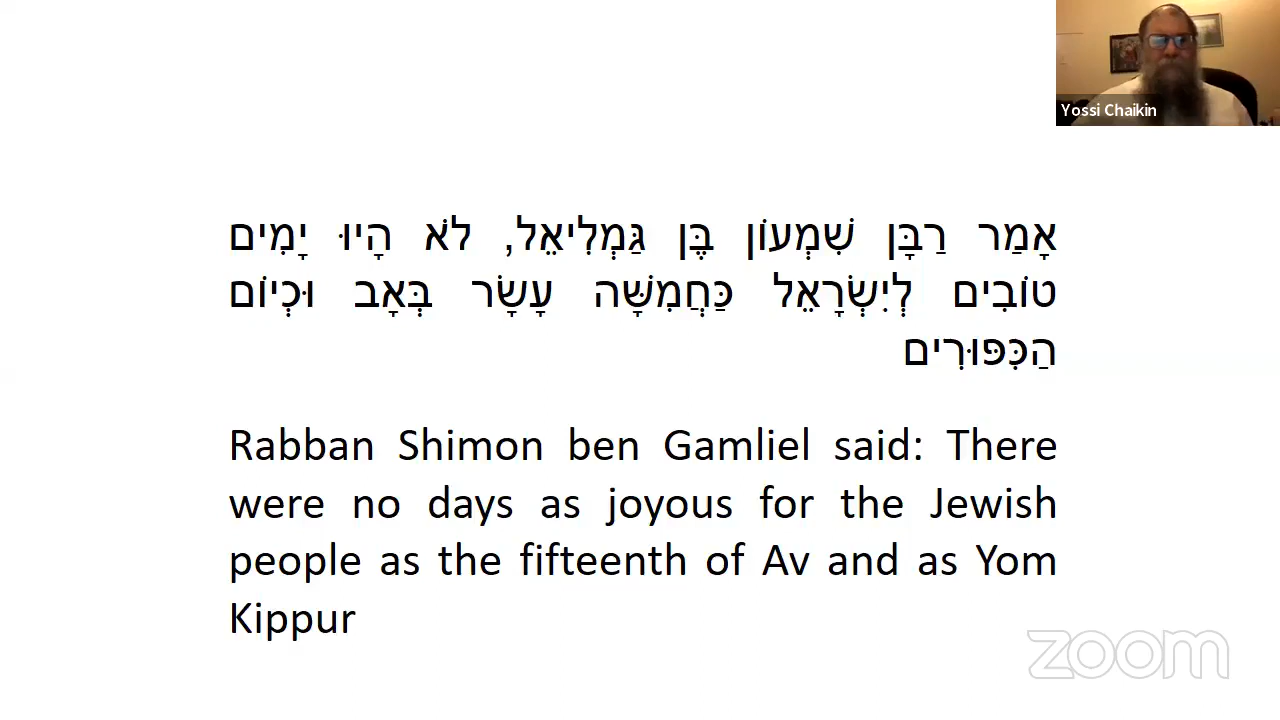 Yossi Chaikin
אָמַר רַבָּן שִׁמְעוֹן בֶּן גַּמְלִיאֵל, לֹא הָיוּ יָמִים
טוֹבִים לְיִשְׂרָאֵל כַּחֲמִשָּׁה עָשָׂר בְּאָב וּכְיוֹם
הַכִּפּוּרִים
Rabban Shimon ben Gamliel said: There
were no days as joyous for the Jewish
people as the fifteenth of Av and as Yom
Kippur
zoom